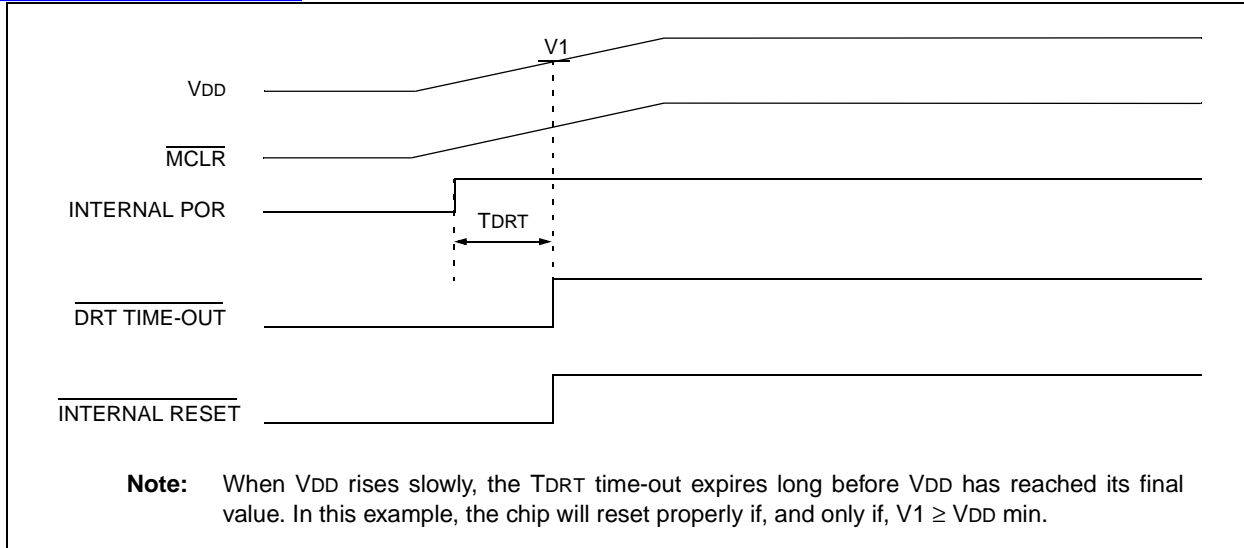 V1
VDD
MCLR
INTERNAL POR
TDRT
DRT TIME-OUT
INTERNAL RESET
Note: When VDD rises slowly, the TDRT time-out expires long before VDD has reached its final
value. In this example, the chip will reset properly if, and only if, V1 ≥ VDD min.